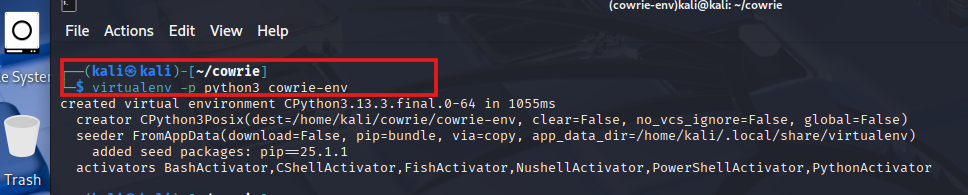 (cowrie-env)kali@kali: ~/cowrie
File Actions Edit View Help
(kali㉿kali)-[~/cowrie]
$ virtualenv -p python3 cowrie-env
created virtual environment CPython3.13.3.final.0-64 in 1055ms
creator CPython3Posix(dest=/home/kali/cowrie/cowrie-env, clear=False, no_vcs_ignore=False, global=False)
seeder FromAppData(download=False, pip=bundle, via=copy, app_data_dir=/home/kali/.local/share/virtualenv)
added seed packages: pip==25.1.1
activators BashActivator,CShellActivator,FishActivator,NushellActivator,PowerShellActivator,PythonActivator
le System
Trash